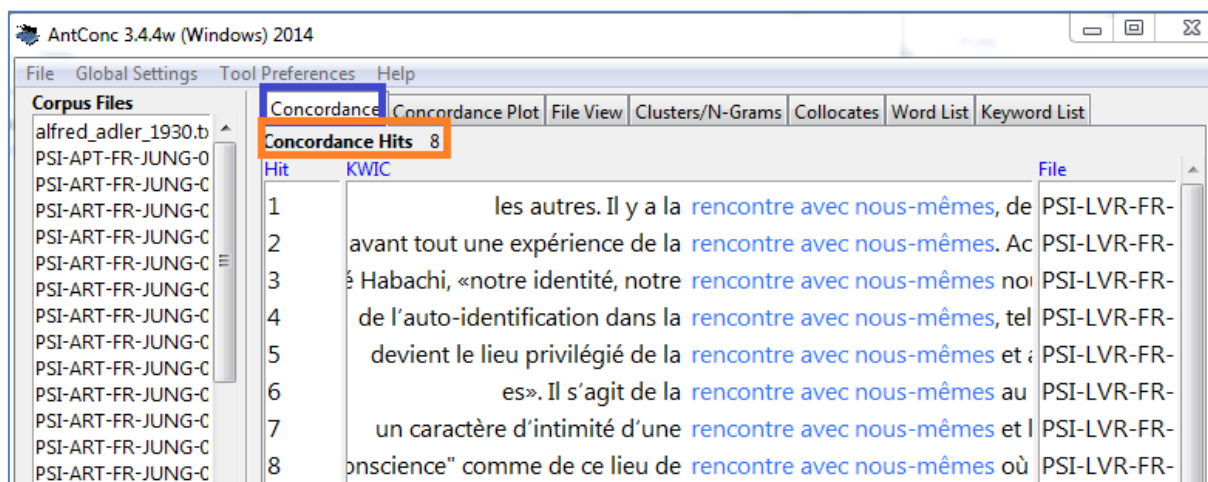 AntConc 3.4.4w (Windows) 2014
File Global Settings Tool Preferences Help
Corpus Files
alfred_adler_1930.tx
PSI-APT-FR-JUNG-0
PSI-ART-FR-JUNG-0
PSI-ART-FR-JUNG-0
PSI-ART-FR-JUNG-0
PSI-ART-FR-JUNG-0
PSI-ART-FR-JUNG-0
PSI-ART-FR-JUNG-0
PSI-ART-FR-JUNG-0
PSI-ART-FR-JUNG-0
PSI-ART-FR-JUNG-0
PSI-ART-FR-JUNG-0
PSI-ART-FR-JUNG-0
PSI-ART-FR-JUNG-0
Concordance Concordance Plot File View Clusters/N-Grams Collocates Word List Keyword List
Concordance Hits 8
Hit KWIC File
1 les autres. Il y a la rencontre avec nous-mêmes, de PSI-LVR-FR-
2 avant tout une expérience de la rencontre avec nous-mêmes. Ac PSI-LVR-FR-
3 é Habachi, «notre identité, notre rencontre avec nous-mêmes nou PSI-LVR-FR-
4 de l'auto-identification dans la rencontre avec nous-mêmes, tel PSI-LVR-FR-
5 devient le lieu privilégié de la rencontre avec nous-mêmes et a PSI-LVR-FR-
6 es». Il s'agit de la rencontre avec nous-mêmes au PSI-LVR-FR-
7 un caractère d'intimité d'une rencontre avec nous-mêmes et l PSI-LVR-FR-
8 onscience" comme de ce lieu de rencontre avec nous-mêmes où PSI-LVR-FR-